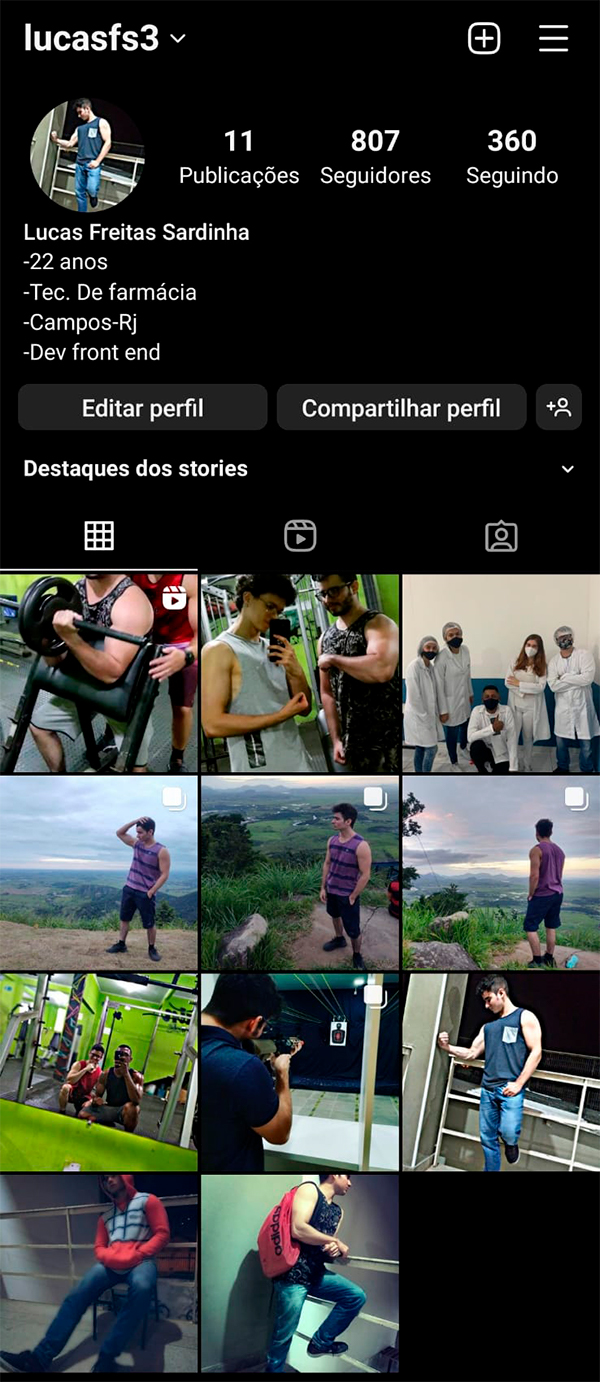 lucasfs3
11 807 360
Publicações Seguidores Seguindo
Lucas Freitas Sardinha
-22 anos
-Tec. De farmácia
-Campos-Rj
-Dev front end
Editar perfil Compartilhar perfil
Destaques dos stories
adidas